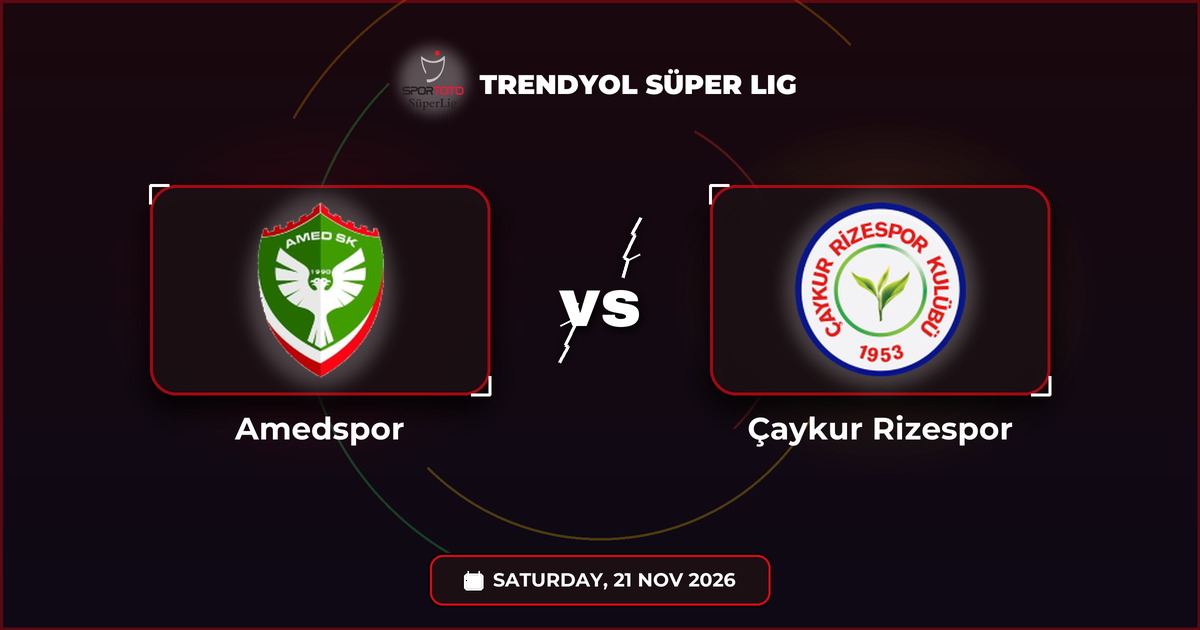 SPORTOTO
SüperLig
TRENDYOL SÜPER LIG
AMED SK
1990
ÇAYKUR RİZESPOR KULÜBÜ
1953
VS
Amedspor
Çaykur Rizespor
SATURDAY, 21 NOV 2026